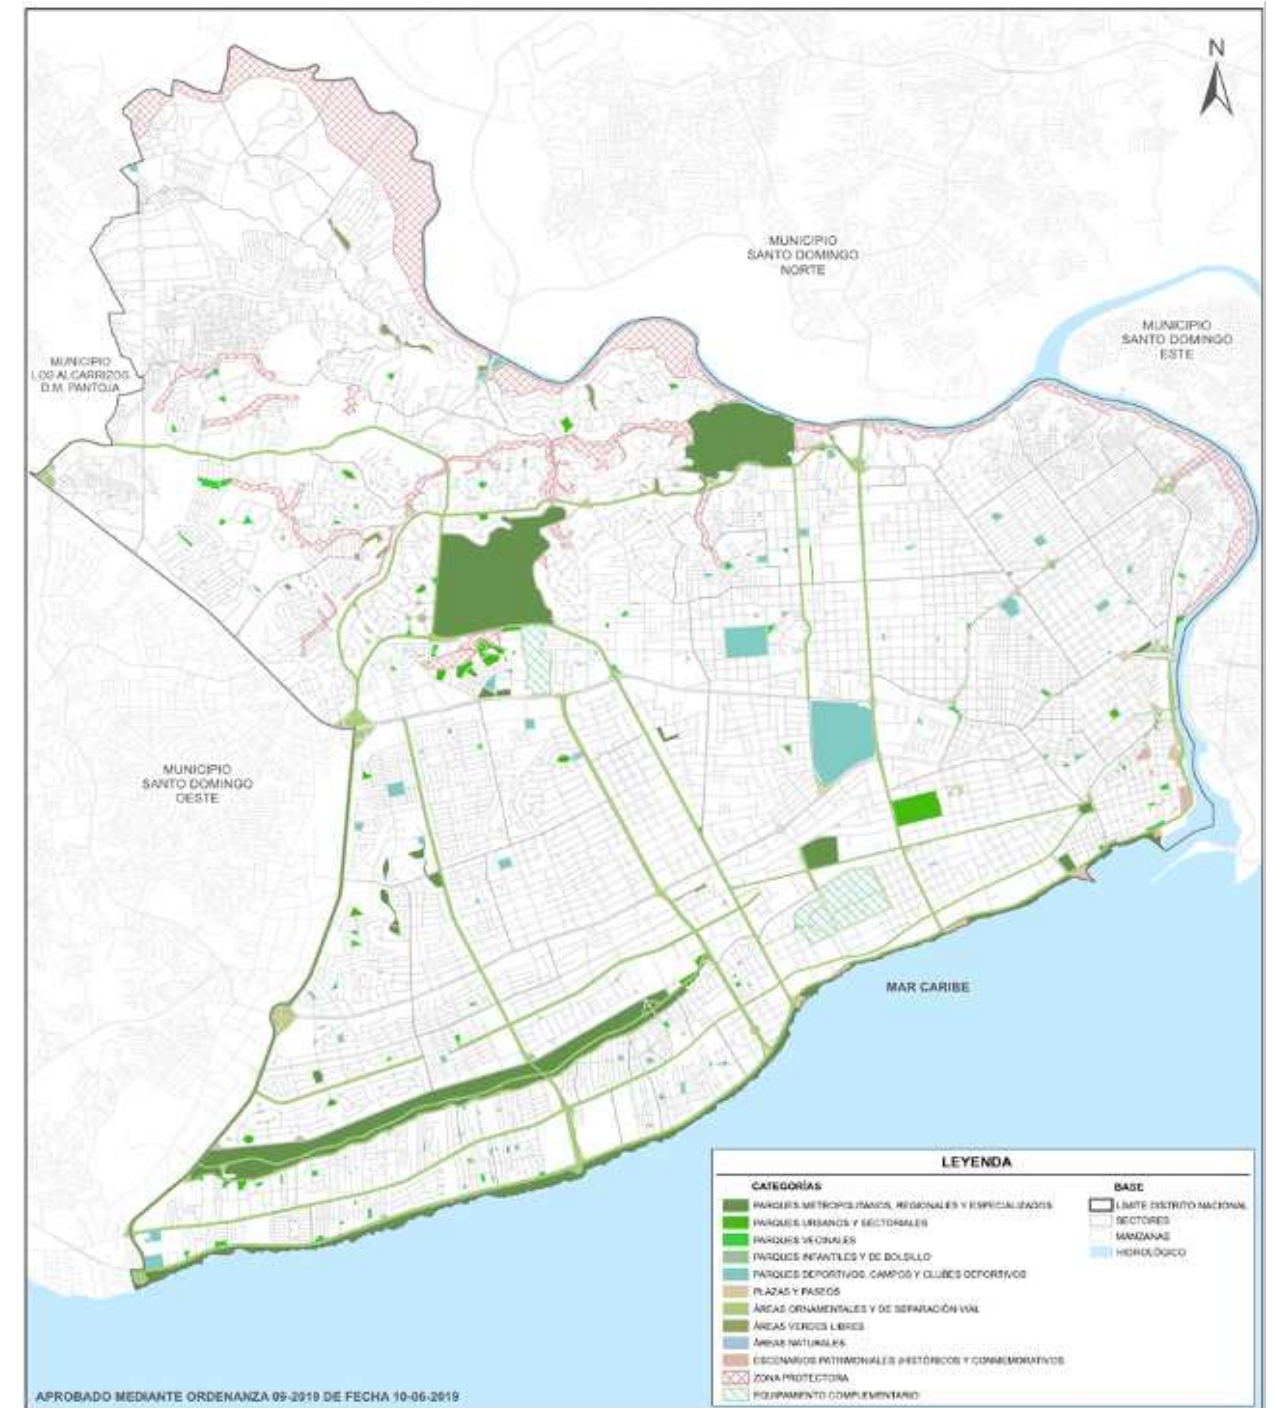 N
MUNICIPIO
SANTO DOMINGO
NORTE
MUNICIPIO
SANTO DOMINGO
ESTE
MUNICIPIO
LOS ALCARRIZOS
D.M. PANTOJA
MUNICIPIO
SANTO DOMINGO
OESTE
MAR CARIBE
LEYENDA
CATEGORÍAS
PARQUES METROPOLITANOS, REGIONALES Y ESPECIALIZADOS
PARQUES URBANOS Y SECTORIALES
PARQUES VECINALES
PARQUES INFANTILES Y DE BOLSILLO
PARQUES DEPORTIVOS, CAMPOS Y CLUBES DEPORTIVOS
PLAZAS Y PASEOS
ÁREAS ORNAMENTALES Y DE SEPARACIÓN VIAL
ÁREAS VERDES LIBRES
ÁREAS NATURALES
ESCENARIOS PATRIMONIALES (HISTÓRICOS Y CONMEMORATIVOS
ZONA PROTECTORA
EQUIPAMIENTO COMPLEMENTARIO
BASE
LÍMITE DISTRITO NACIONAL
SECTORES
MANZANAS
HIDROLÓGICO
APROBADO MEDIANTE ORDENANZA 09-2019 DE FECHA 10-06-2019